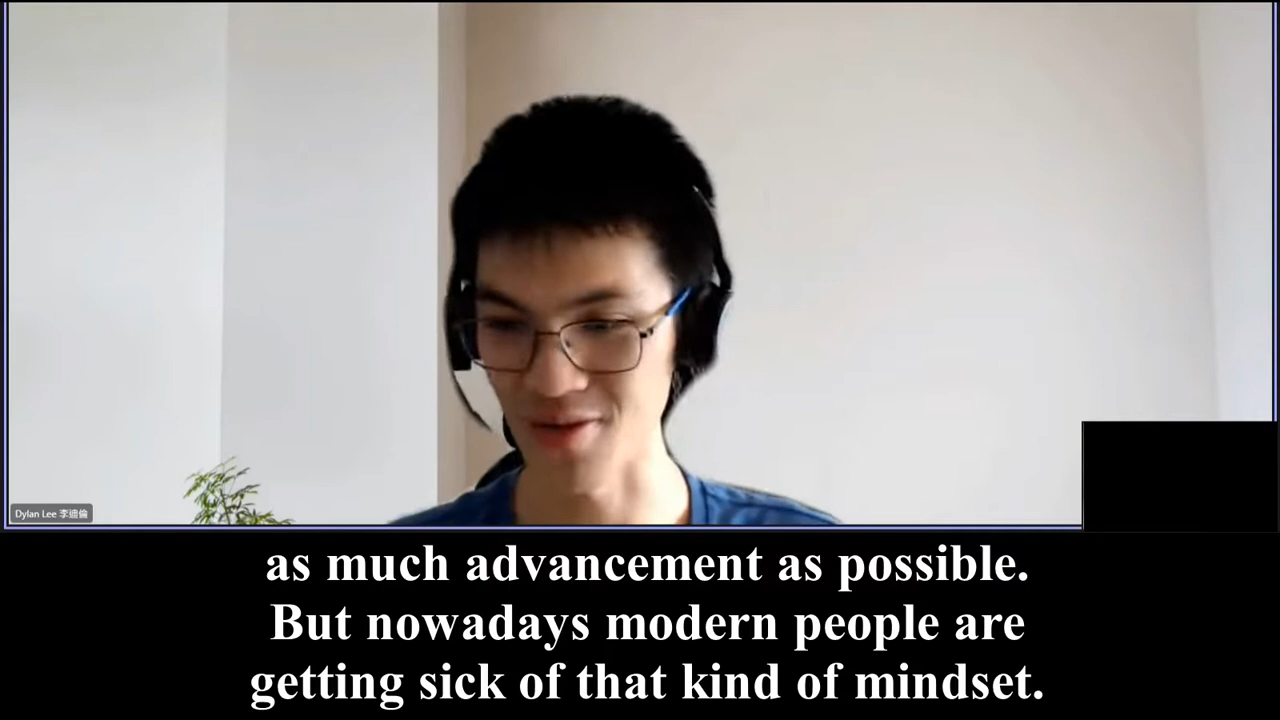 Dylan Lee 李迪倫
as much advancement as possible.
But nowadays modern people are
getting sick of that kind of mindset.